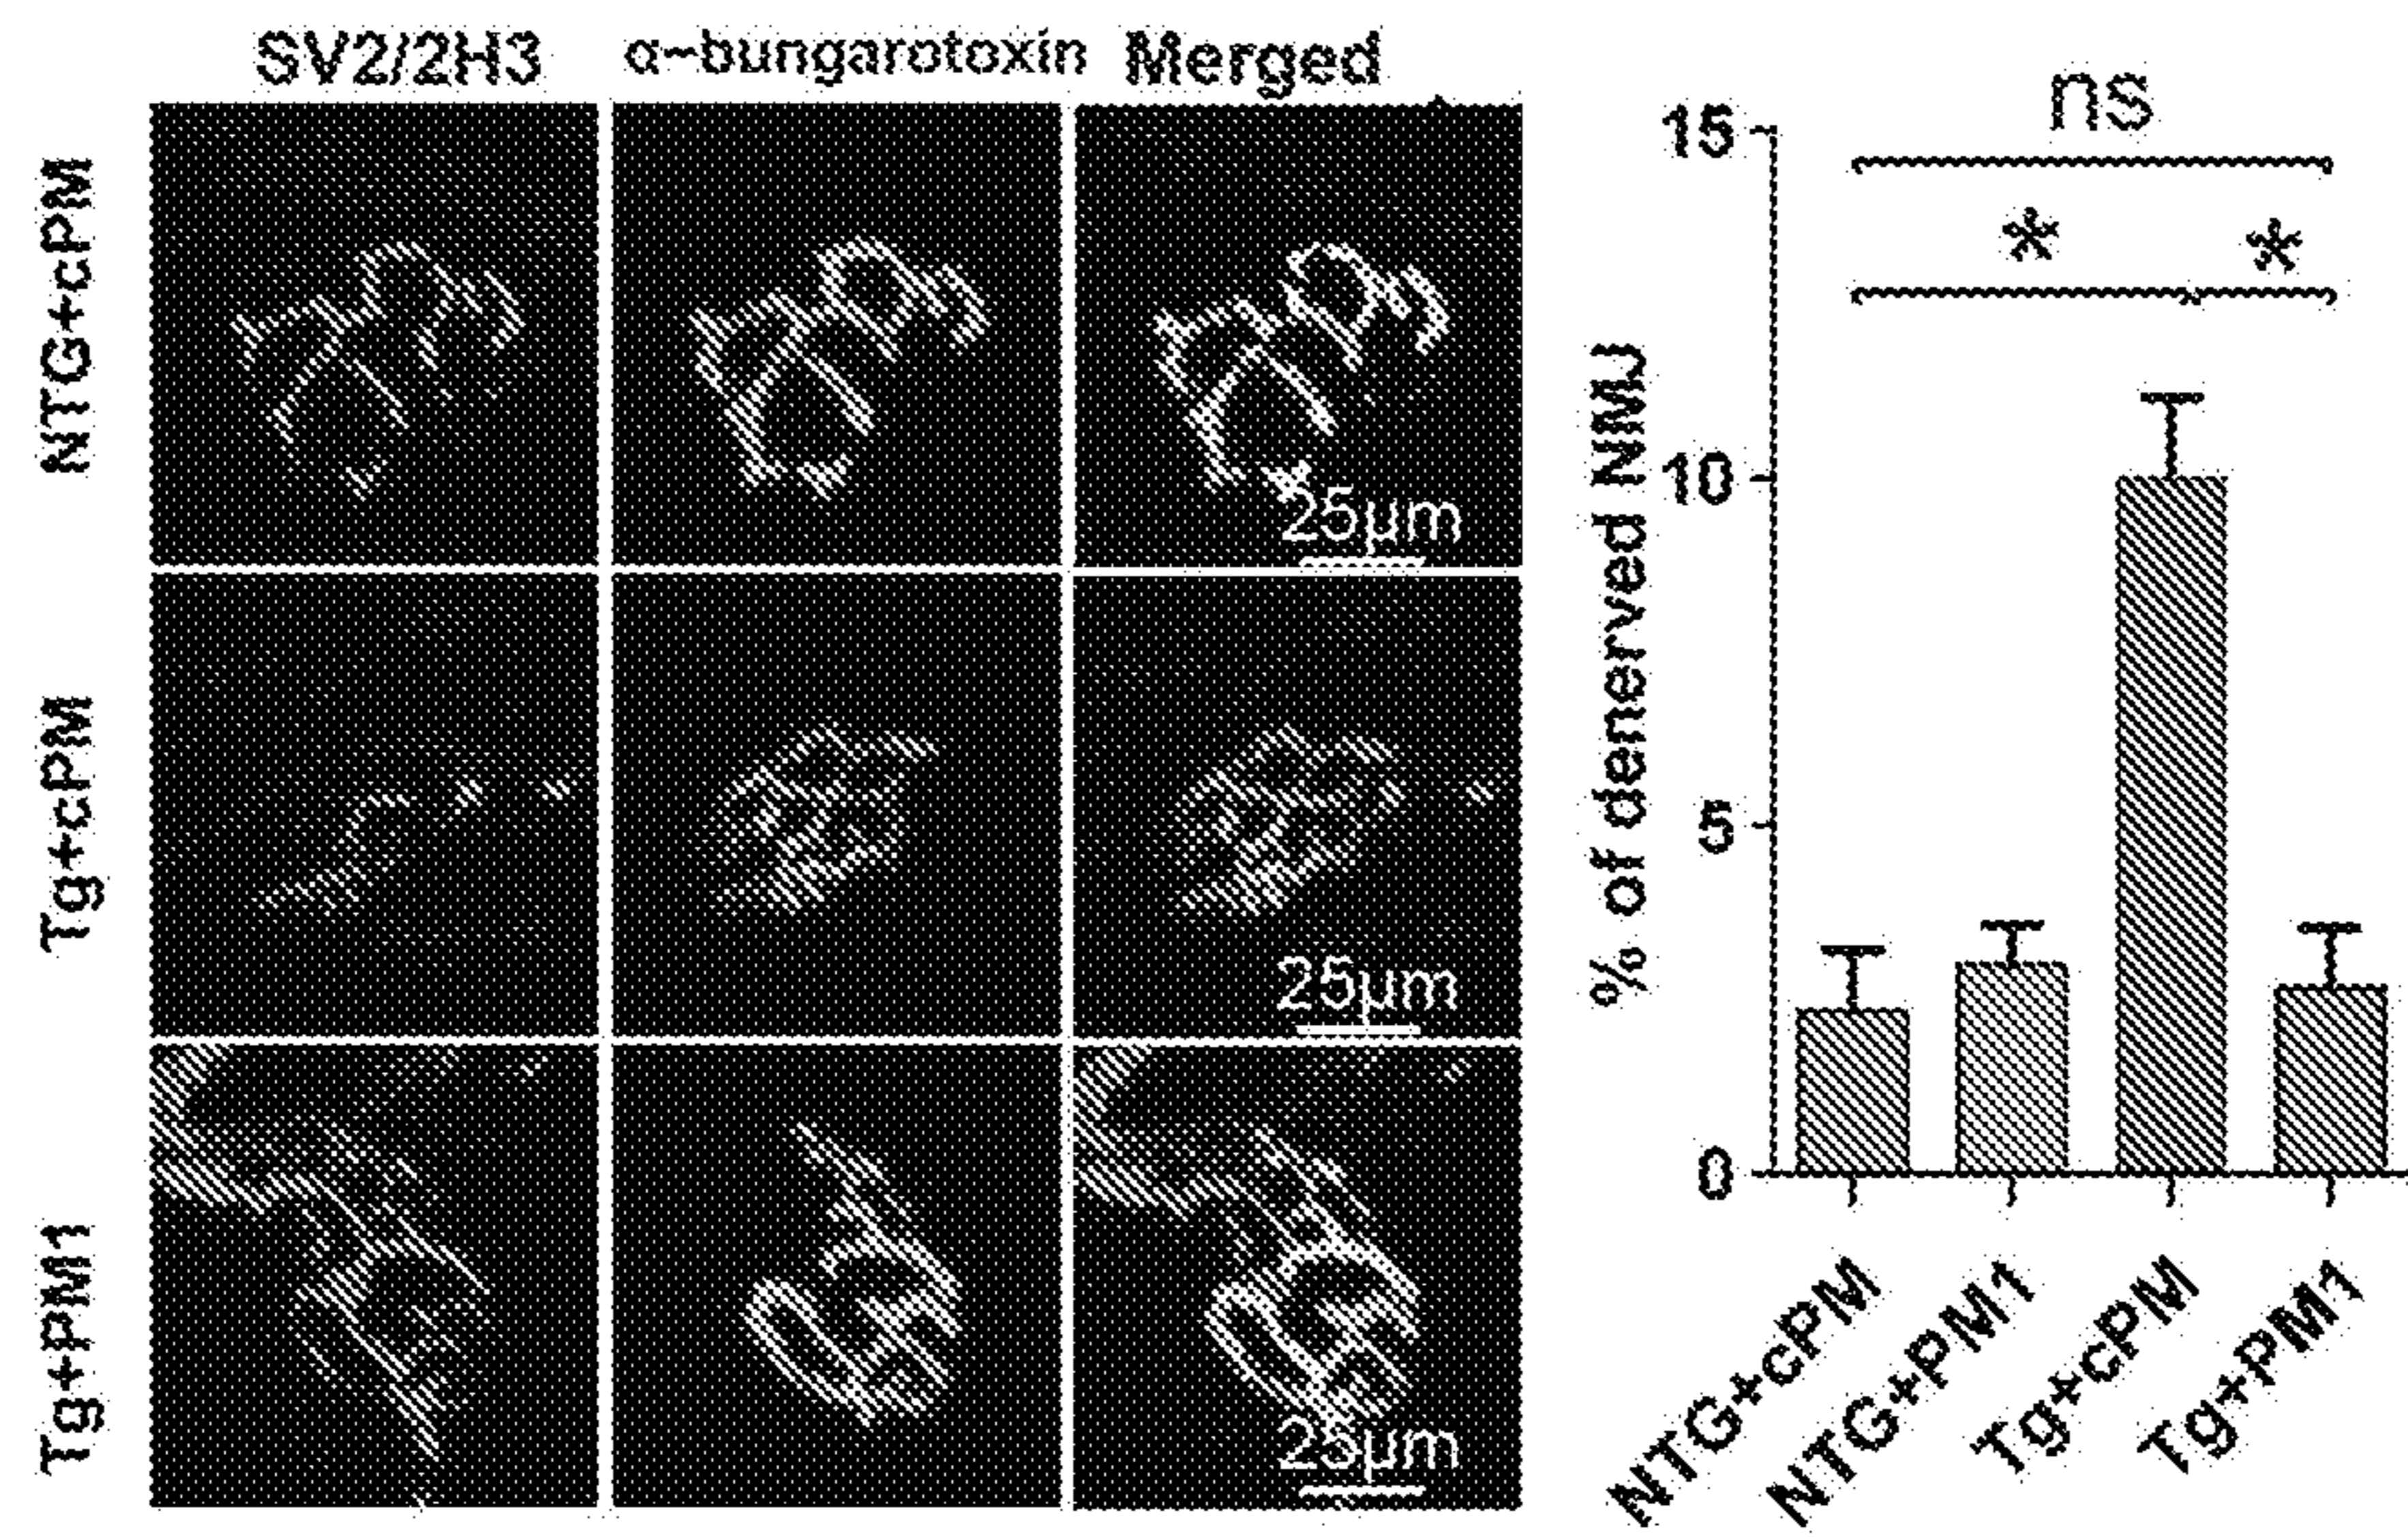 SV2/2H3 α-bungarotoxin Merged
NTG+cPM
25µm
Tg+cPM
25µm
Tg+PM1
25µm
ns
*
*
% of denerved NMJ
15
10
5
0
NTG+cPM
NTG+PM1
Tg+cPM
Tg+PM1